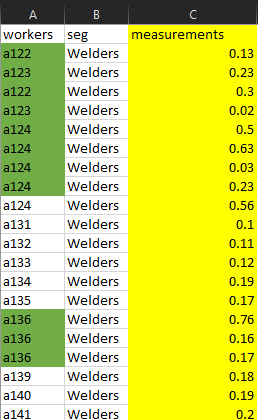 A B C
workers seg measurements
a122 Welders 0.13
a123 Welders 0.23
a122 Welders 0.3
a123 Welders 0.02
a124 Welders 0.5
a124 Welders 0.63
a124 Welders 0.03
a124 Welders 0.23
a124 Welders 0.56
a131 Welders 0.1
a132 Welders 0.11
a133 Welders 0.12
a134 Welders 0.19
a135 Welders 0.17
a136 Welders 0.76
a136 Welders 0.16
a136 Welders 0.17
a139 Welders 0.18
a140 Welders 0.19
a141 Welders 0.2